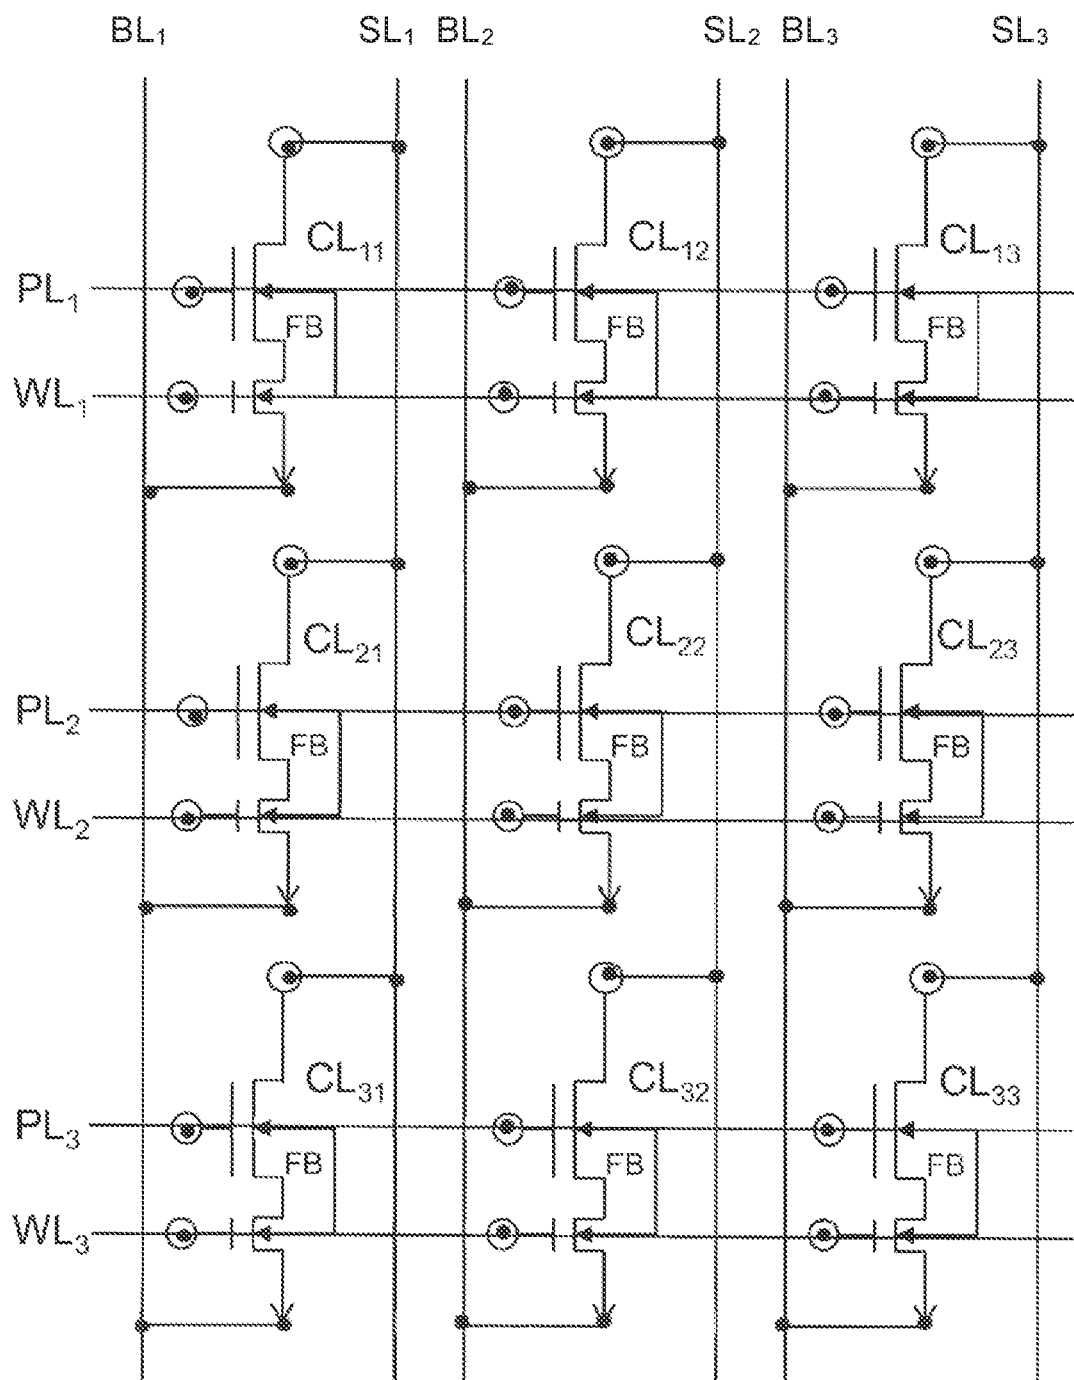 BL₁ SL₁ BL₂ SL₂ BL₃ SL₃
CL₁₁ CL₁₂ CL₁₃
PL₁
FB FB FB
WL₁
CL₂₁ CL₂₂ CL₂₃
PL₂
FB FB FB
WL₂
CL₃₁ CL₃₂ CL₃₃
PL₃
FB FB FB
WL₃